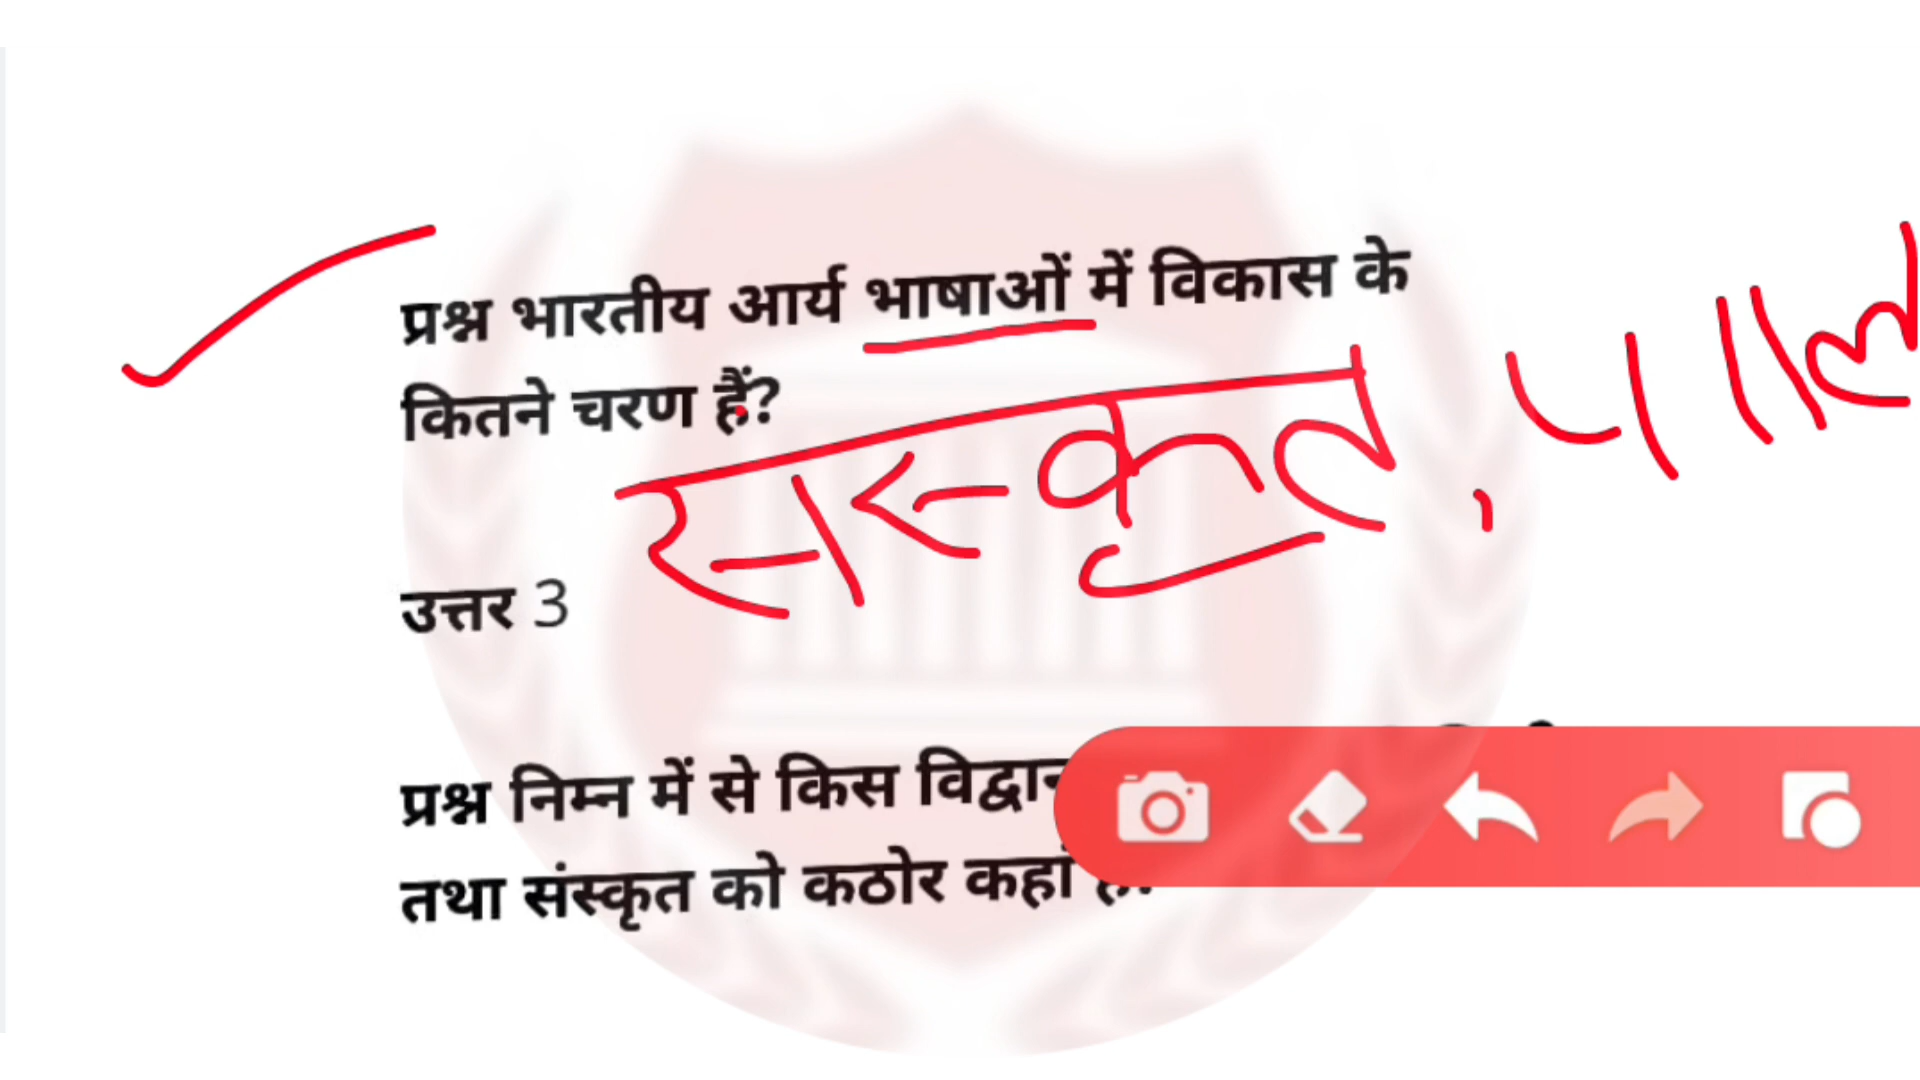 प्रश्न भारतीय आर्य भाषाओं में विकास के
कितने चरण हैं?
संस्कृत, पालि
उत्तर 3
प्रश्न निम्न में से किस विद्वान
तथा संस्कृत को कठोर कहां है?